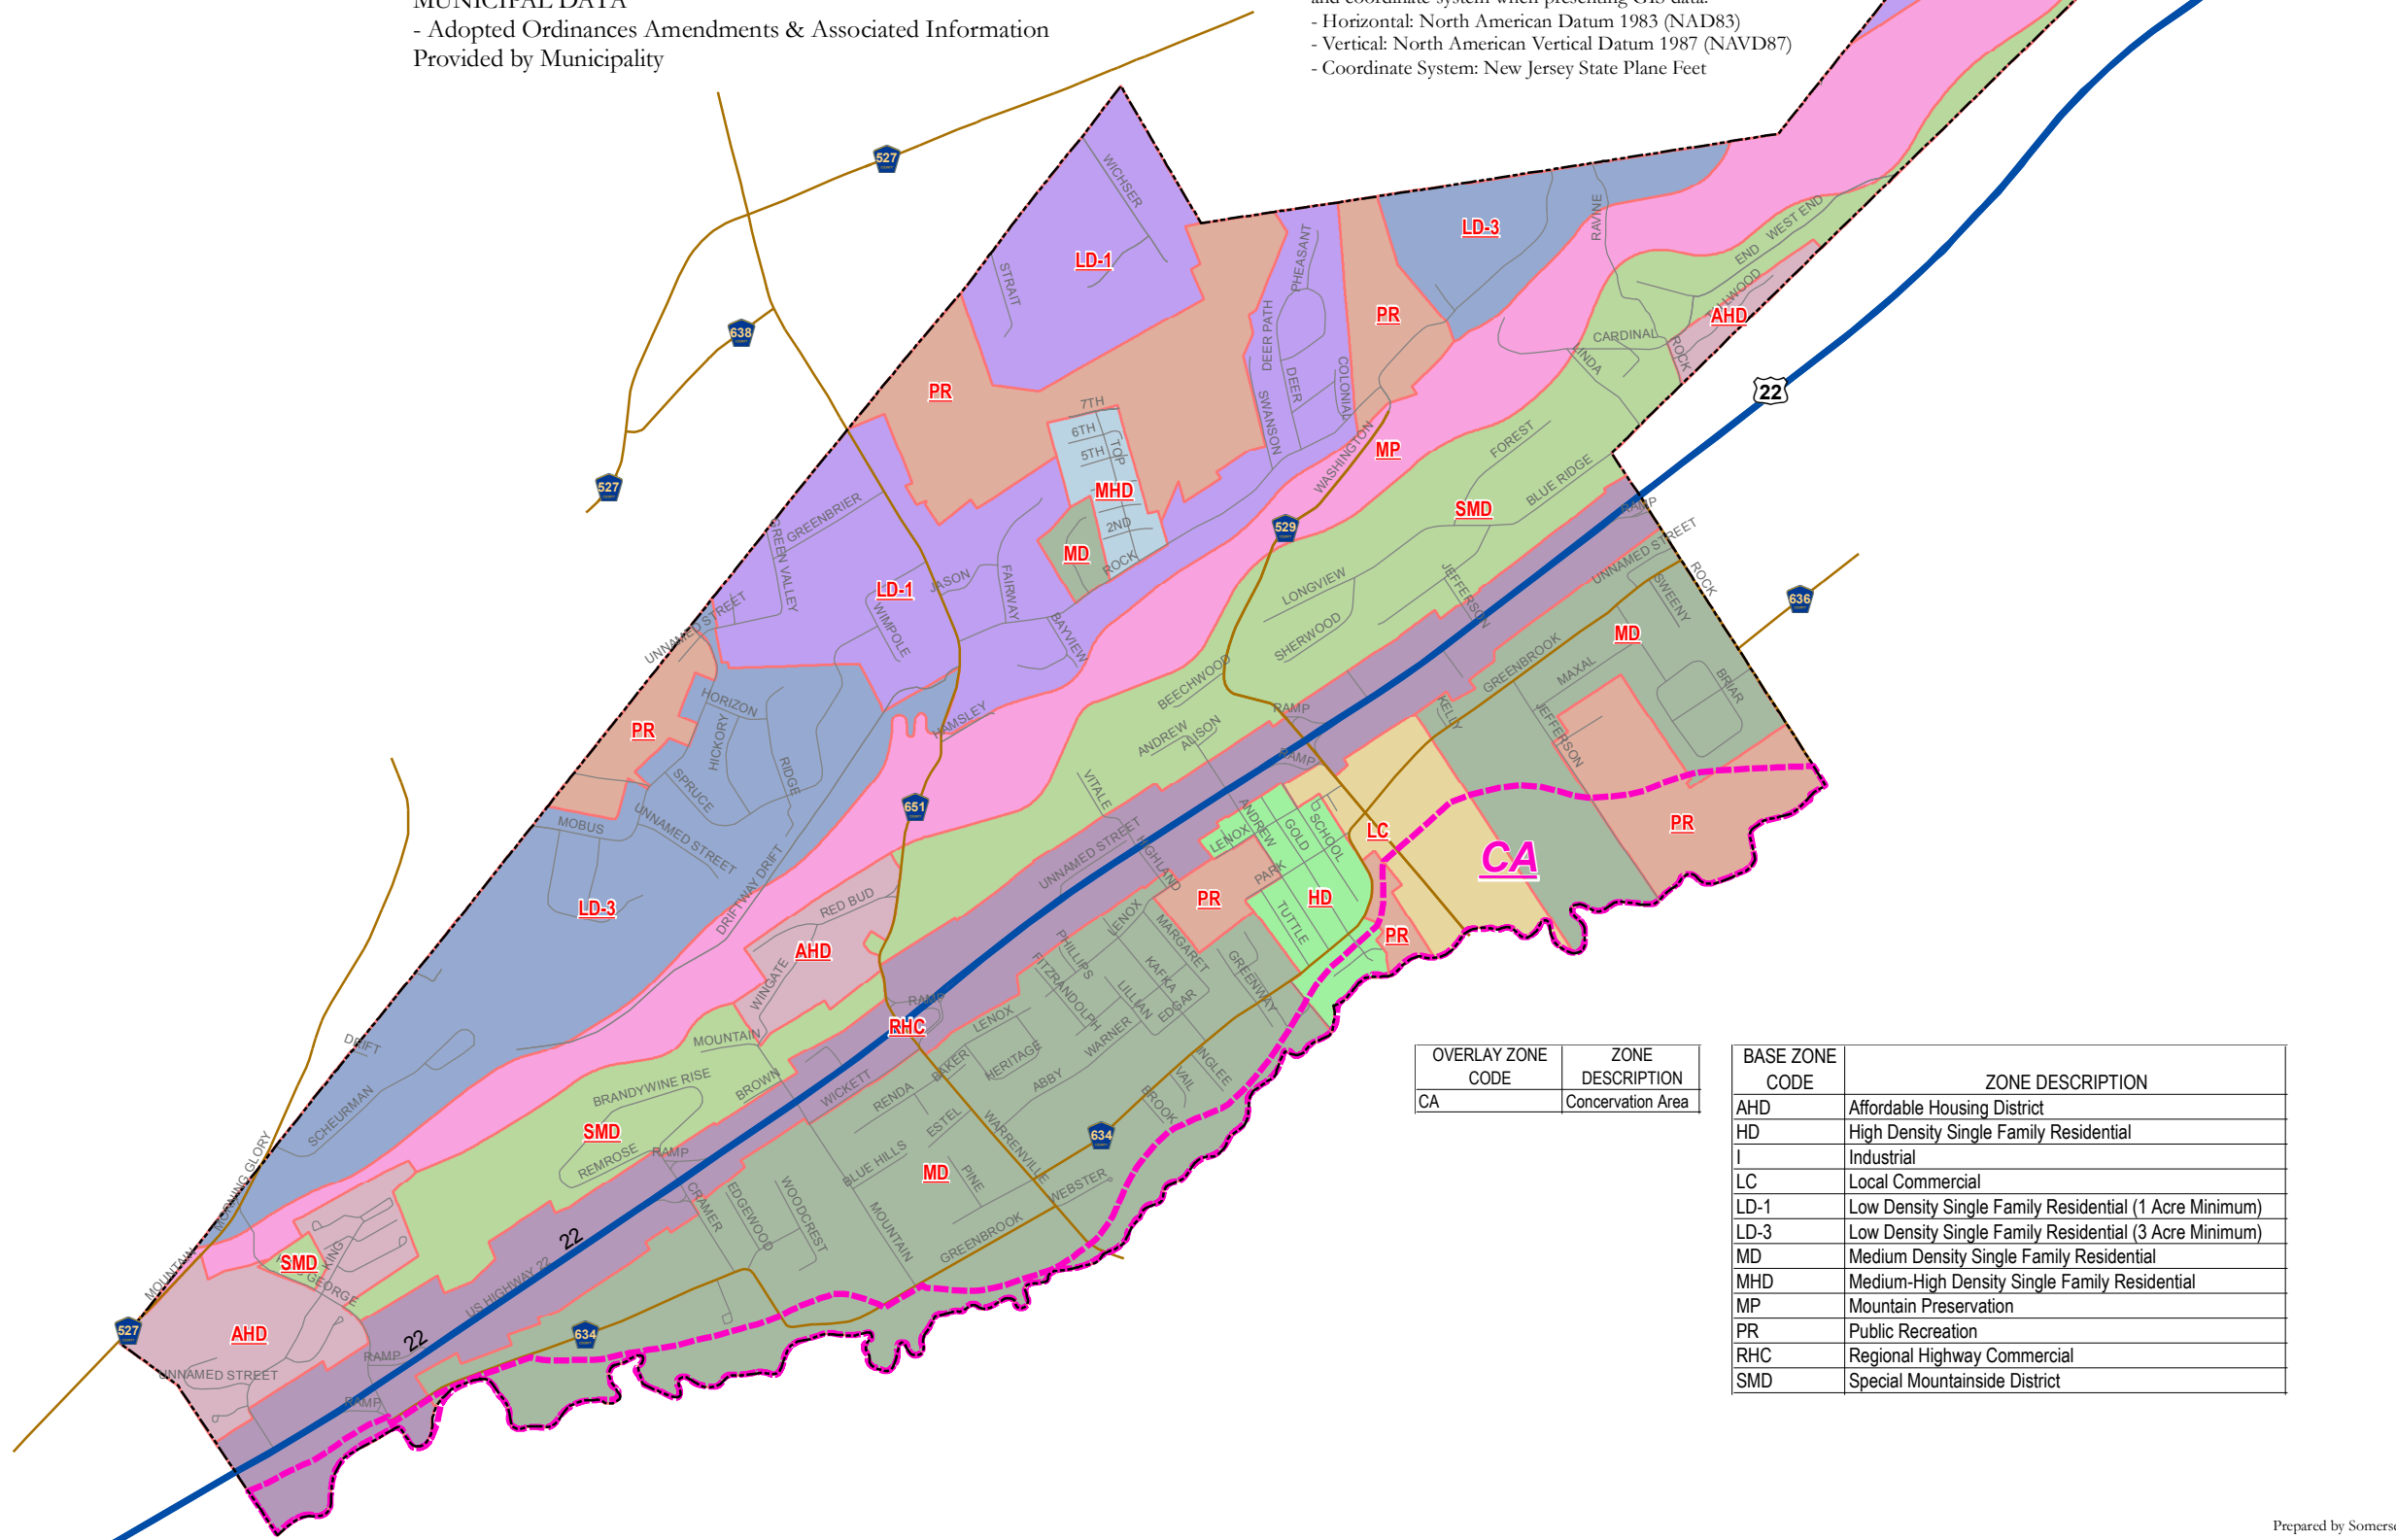 MUNICIPAL DATA
- Adopted Ordinances Amendments & Associated Information
Provided by Municipality
and coordinate system when presenting GIS data.
- Horizontal: North American Datum 1983 (NAD83)
- Vertical: North American Vertical Datum 1987 (NAVD87)
- Coordinate System: New Jersey State Plane Feet
527
WICHSER
LD-1
STRAIT
PHEASANT
LD-3
RAVINE
WEST END
END
638
DEER PATH
PR
AHD
CARDINAL
LINDA
ROCK
22
PR
DEER
COLONIAL
SWANSON
7TH
6TH
5TH
TOP
MHD
2ND
ROCK
MD
527
WASHINGTON
MP
FOREST
BLUE RIDGE
SMD
529
RAMP
UNNAMED STREET
ROCK
GREENBRIER
GREEN VALLEY
LD-1
JASON
FAIRWAY
WIMPOLE
BAYVIEW
UNNAMED STREET
LONGVIEW
SHERWOOD
JEFFERSON
SWEENY
636
MD
GREENBROOK
MAXAL
BRIAR
JEFFERSON
KELLY
BEECHWOOD
HORIZON
HICKORY
RIDGE
SPRUCE
PR
HAMSLEY
ANDREW
ALISON
RAMP
RAMP
VITALE
MOBUS
UNNAMED STREET
651
UNNAMED STREET
HIGHLAND
LENOX
ANDREW
GOLD
SCHOOL
LC
CA
PR
PARK
PR
HD
TUTTLE
PR
LD-3
DRIFTWAY DRIFT
RED BUD
AHD
WINGATE
LENOX
MARGARET
PHILLIPS
FITZRANDOLPH
KAFKA
LILLIAN
EDGAR
WARNER
GREENWAY
RAMP
RHC
DRIFT
MOUNTAIN
LENOX
HERITAGE
BAKER
ABBY
INGLEE
VAIL
BROOK
SCHEURMAN
BRANDYWINE RISE
BROWN
WICKETT
RENDA
ESTEL
SMD
REMROSE
RAMP
WARRENVILLE
634
MORNING GLORY
BLUE HILLS
MD
PINE
WEBSTER
CRAMER
EDGEWOOD
WOODCREST
MOUNTAIN
GREENBROOK
22
MOUNTAIN
SMD
KING
GEORGE
US HIGHWAY 22
527
AHD
22
634
RAMP
UNNAMED STREET
RAMP
OVERLAY ZONE CODE ZONE DESCRIPTION
CA Concervation Area
BASE ZONE CODE ZONE DESCRIPTION
AHD Affordable Housing District
HD High Density Single Family Residential
I Industrial
LC Local Commercial
LD-1 Low Density Single Family Residential (1 Acre Minimum)
LD-3 Low Density Single Family Residential (3 Acre Minimum)
MD Medium Density Single Family Residential
MHD Medium-High Density Single Family Residential
MP Mountain Preservation
PR Public Recreation
RHC Regional Highway Commercial
SMD Special Mountainside District
Prepared by